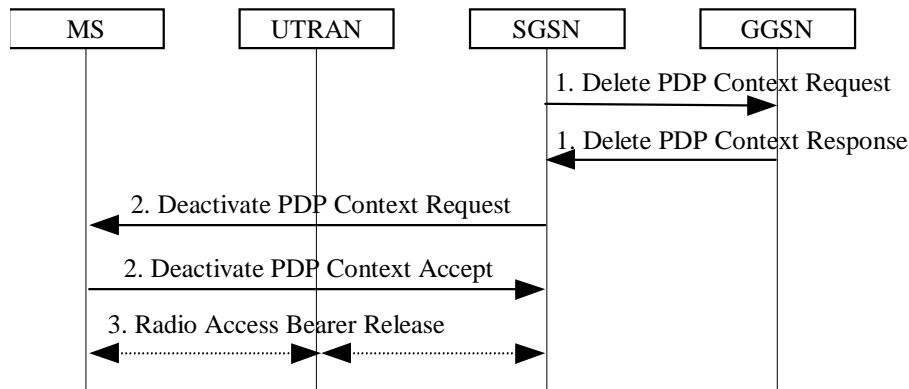 MS UTRAN SGSN GGSN
1. Delete PDP Context Request
1. Delete PDP Context Response
2. Deactivate PDP Context Request
2. Deactivate PDP Context Accept
3. Radio Access Bearer Release